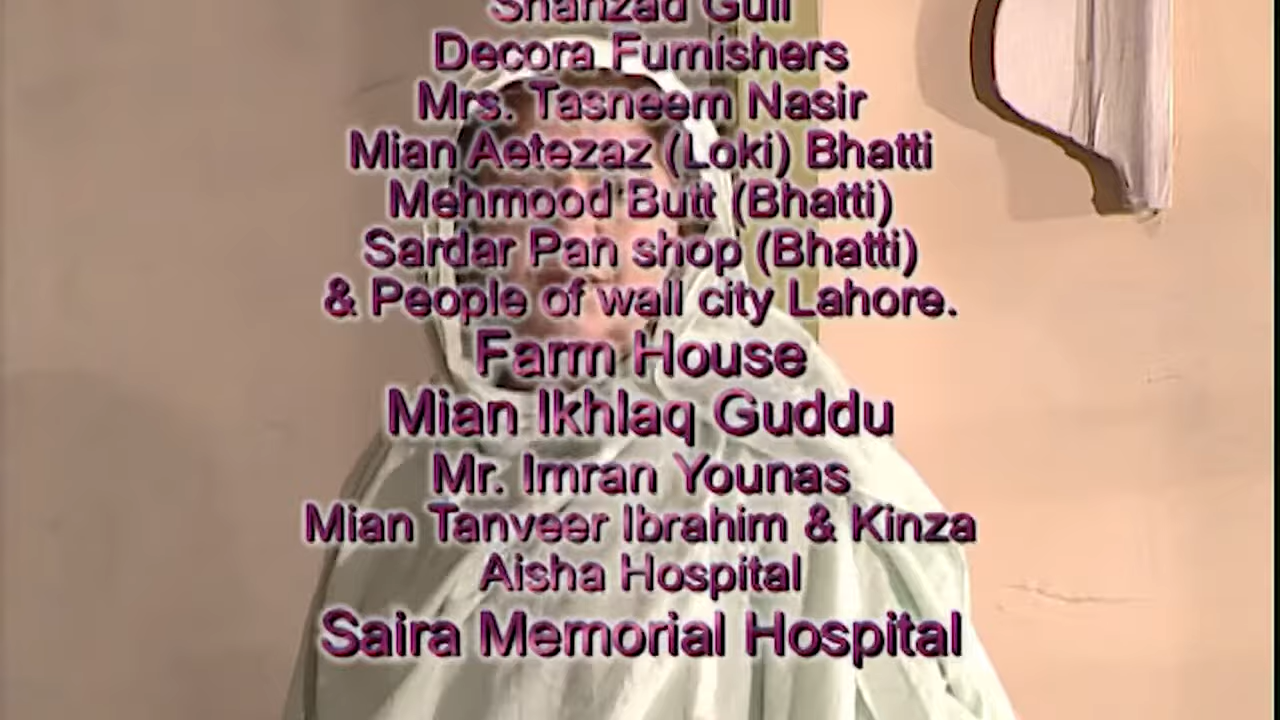 Shahzad Gull
Decora Furnishers
Mrs. Tasneem Nasir
Mian Aetezaz (Loki) Bhatti
Mehmood Butt (Bhatti)
Sardar Pan shop (Bhatti)
& People of wall city Lahore.
Farm House
Mian Ikhlaq Guddu
Mr. Imran Younas
Mian Tanveer Ibrahim & Kinza
Aisha Hospital
Saira Memorial Hospital